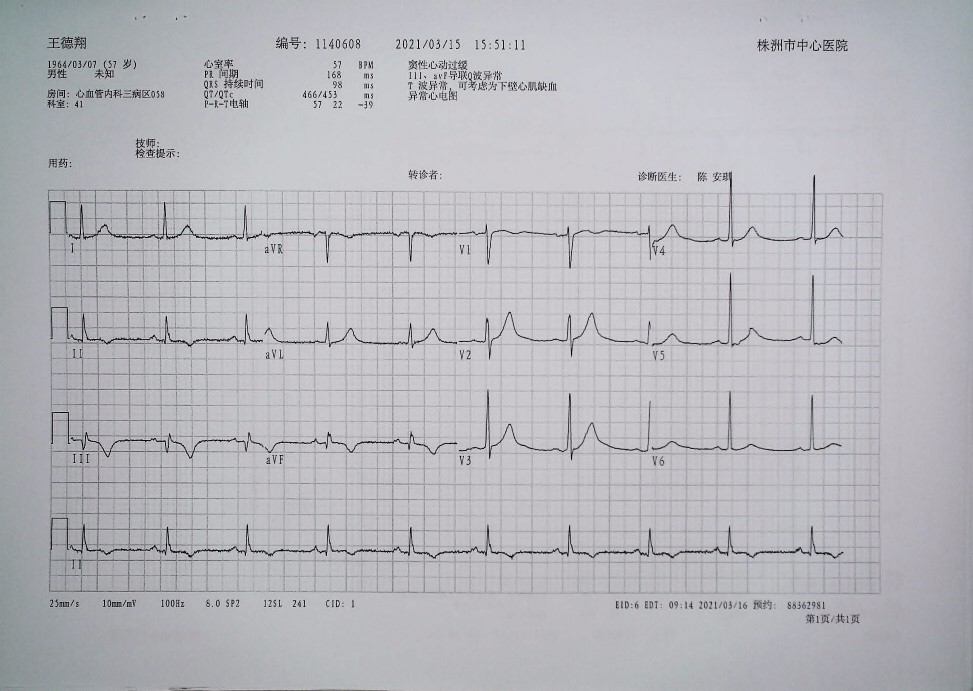 王德翔 编号: 1140608 2021/03/15 15:51:11 株洲市中心医院
1964/03/07 (57 岁) 心室率 57 BPM 窦性心动过缓
男性 未知 PR 间期 168 ms III、avF导联Q波异常
QRS 持续时间 98 ms T 波异常, 可考虑为下壁心肌缺血
房间: 心血管内科三病区058 QT/QTc 466/453 ms 异常心电图
科室: 41 P-R-T电轴 57 22 -39
技师:
检查提示:
用药:
转诊者: 诊断医生: 陈 安琪
I aVR V1 V4
II aVL V2 V5
III aVF V3 V6
II
25mm/s 10mm/mV 100Hz 8.0 SP2 12SL 241 CID: 1 EID:6 EDT: 09:14 2021/03/16 预约: 88362981
第1页/共1页